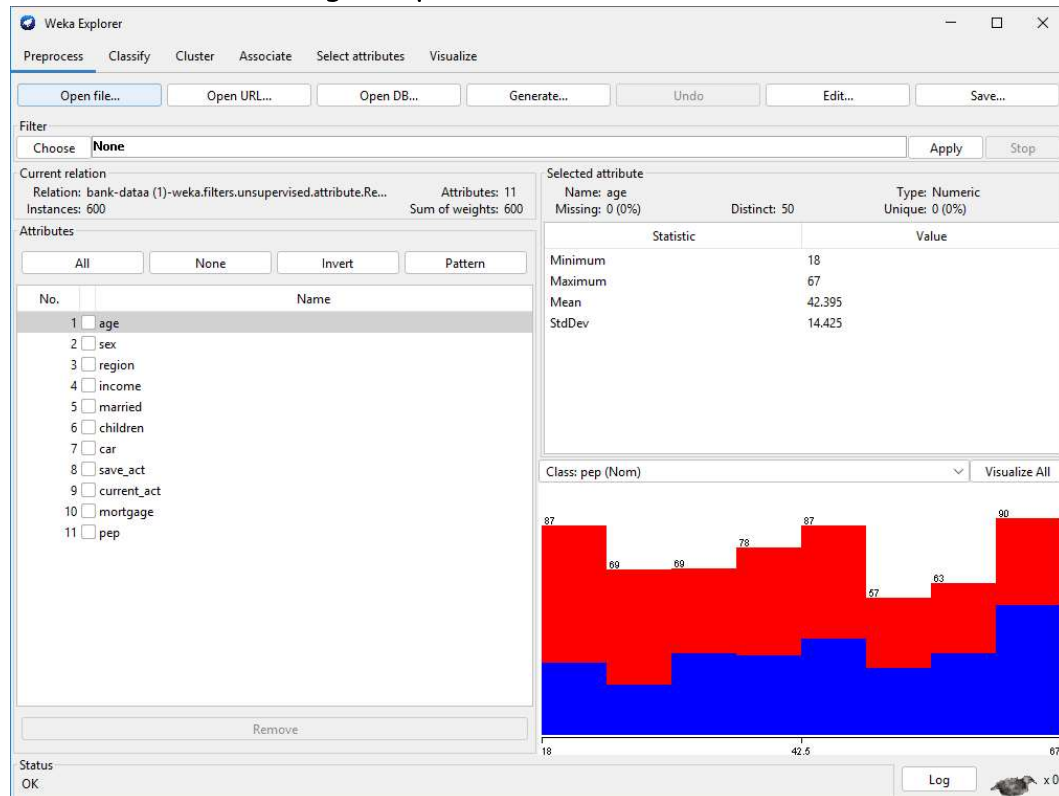 Weka Explorer
Preprocess Classify Cluster Associate Select attributes Visualize
Open file... Open URL... Open DB... Generate... Undo Edit... Save...
Filter
Choose None Apply Stop
Current relation
Relation: bank-dataa (1)-weka.filters.unsupervised.attribute.Re... Attributes: 11
Instances: 600 Sum of weights: 600
Attributes
All None Invert Pattern
No. Name
1 age
2 sex
3 region
4 income
5 married
6 children
7 car
8 save_act
9 current_act
10 mortgage
11 pep
Remove
Selected attribute
Name: age Type: Numeric
Missing: 0 (0%) Distinct: 50 Unique: 0 (0%)
Statistic Value
Minimum 18
Maximum 67
Mean 42.395
StdDev 14.425
Class: pep (Nom) Visualize All
87 69 69 78 87 57 63 90
18 42.5 67
Status
OK Log x 0